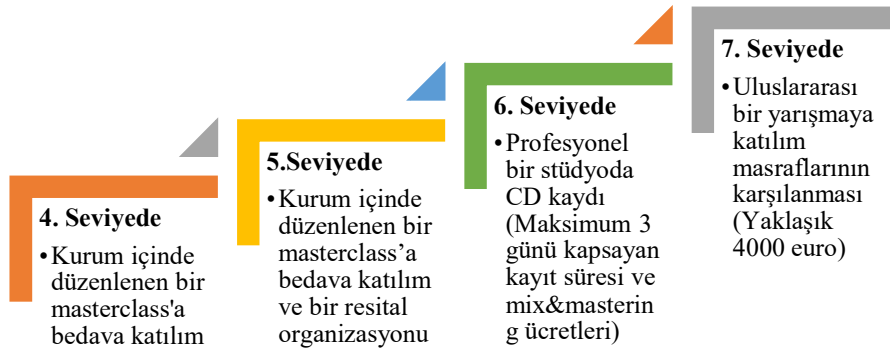 4. Seviyede
•Kurum içinde
düzenlenen bir
masterclass'a
bedava katılım
5.Seviyede
•Kurum içinde
düzenlenen bir
masterclass’a
bedava katılım
ve bir resital
organizasyonu
6. Seviyede
•Profesyonel
bir stüdyoda
CD kaydı
(Maksimum 3
günü kapsayan
kayıt süresi ve
mix&masterin
g ücretleri)
7. Seviyede
•Uluslararası
bir yarışmaya
katılım
masraflarının
karşılanması
(Yaklaşık
4000 euro)